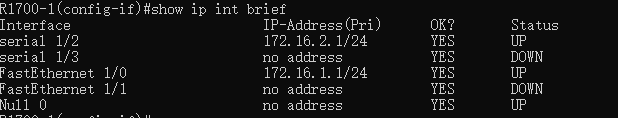 R1700-1(config-if)#show ip int brief
Interface IP-Address(Pri) OK? Status
serial 1/2 172.16.2.1/24 YES UP
serial 1/3 no address YES DOWN
FastEthernet 1/0 172.16.1.1/24 YES UP
FastEthernet 1/1 no address YES DOWN
Null 0 no address YES UP
R1700-1(config-if)#